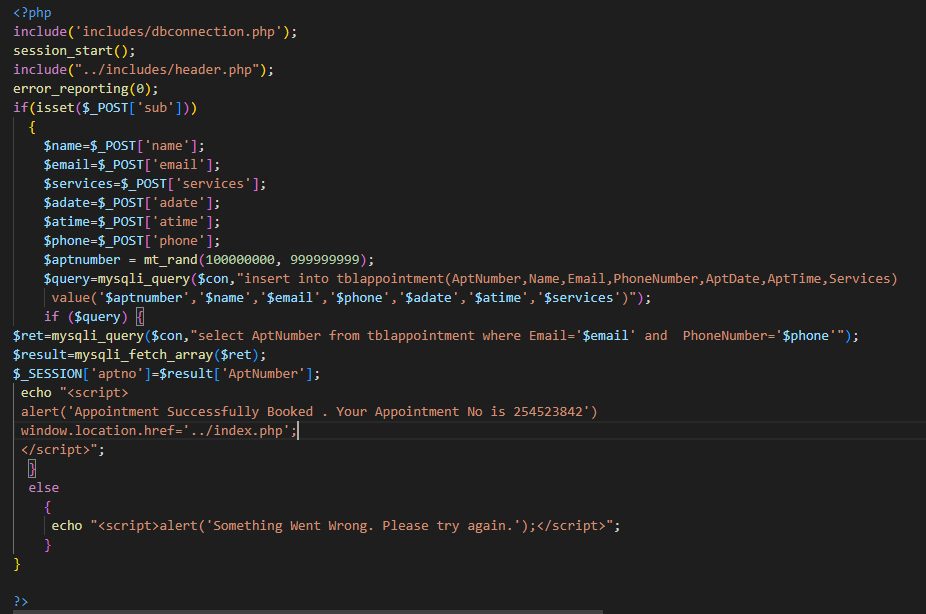 <?php
include('includes/dbconnection.php');
session_start();
include("../includes/header.php");
error_reporting(0);
if(isset($_POST['sub']))
{
$name=$_POST['name'];
$email=$_POST['email'];
$services=$_POST['services'];
$adate=$_POST['adate'];
$atime=$_POST['atime'];
$phone=$_POST['phone'];
$aptnumber = mt_rand(100000000, 999999999);
$query=mysqli_query($con,"insert into tblappointment(AptNumber,Name,Email,PhoneNumber,AptDate,AptTime,Services)
value('$aptnumber','$name','$email','$phone','$adate','$atime','$services')");
if ($query) {
$ret=mysqli_query($con,"select AptNumber from tblappointment where Email='$email' and  PhoneNumber='$phone'");
$result=mysqli_fetch_array($ret);
$_SESSION['aptno']=$result['AptNumber'];
echo "<script>
alert('Appointment Successfully Booked . Your Appointment No is 254523842')
window.location.href='../index.php';
</script>";
}
else
{
echo "<script>alert('Something Went Wrong. Please try again.');</script>";
}
}
?>